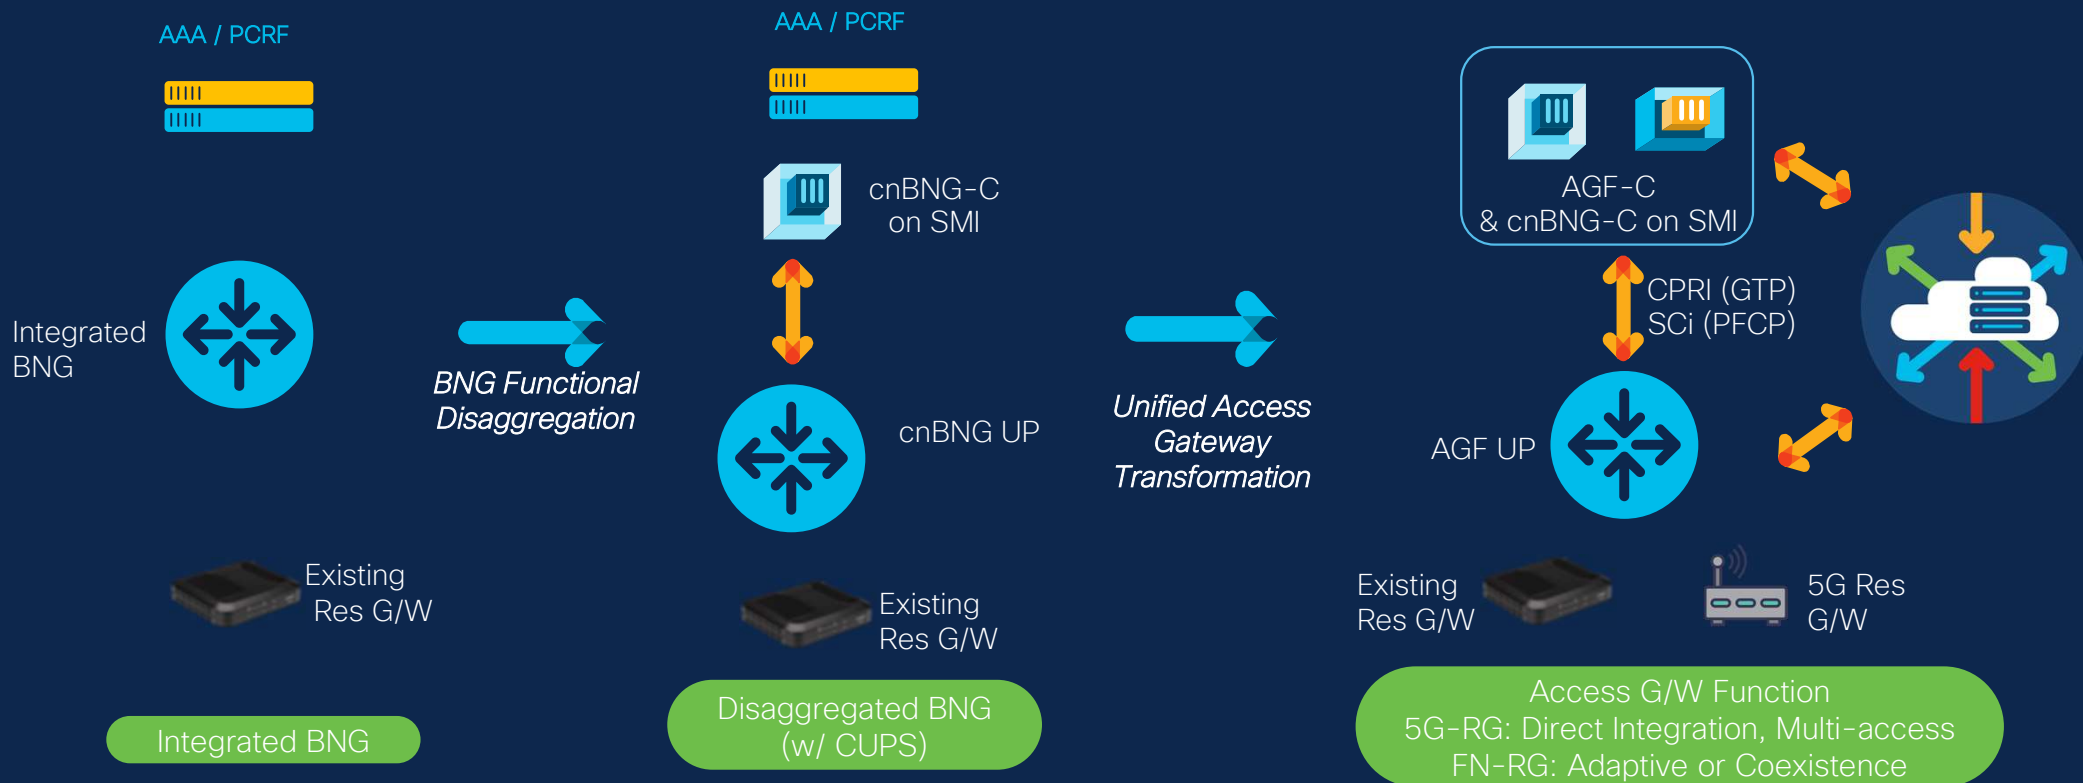 AAA / PCRF
Integrated
BNG
Existing
Res G/W
Integrated BNG
BNG Functional
Disaggregation
AAA / PCRF
cnBNG-C
on SMI
cnBNG UP
Existing
Res G/W
Disaggregated BNG
(w/ CUPS)
Unified Access
Gateway
Transformation
AGF-C
& cnBNG-C on SMI
CPRI (GTP)
SCi (PFCP)
AGF UP
Existing
Res G/W
5G Res
G/W
Access G/W Function
5G-RG: Direct Integration, Multi-access
FN-RG: Adaptive or Coexistence